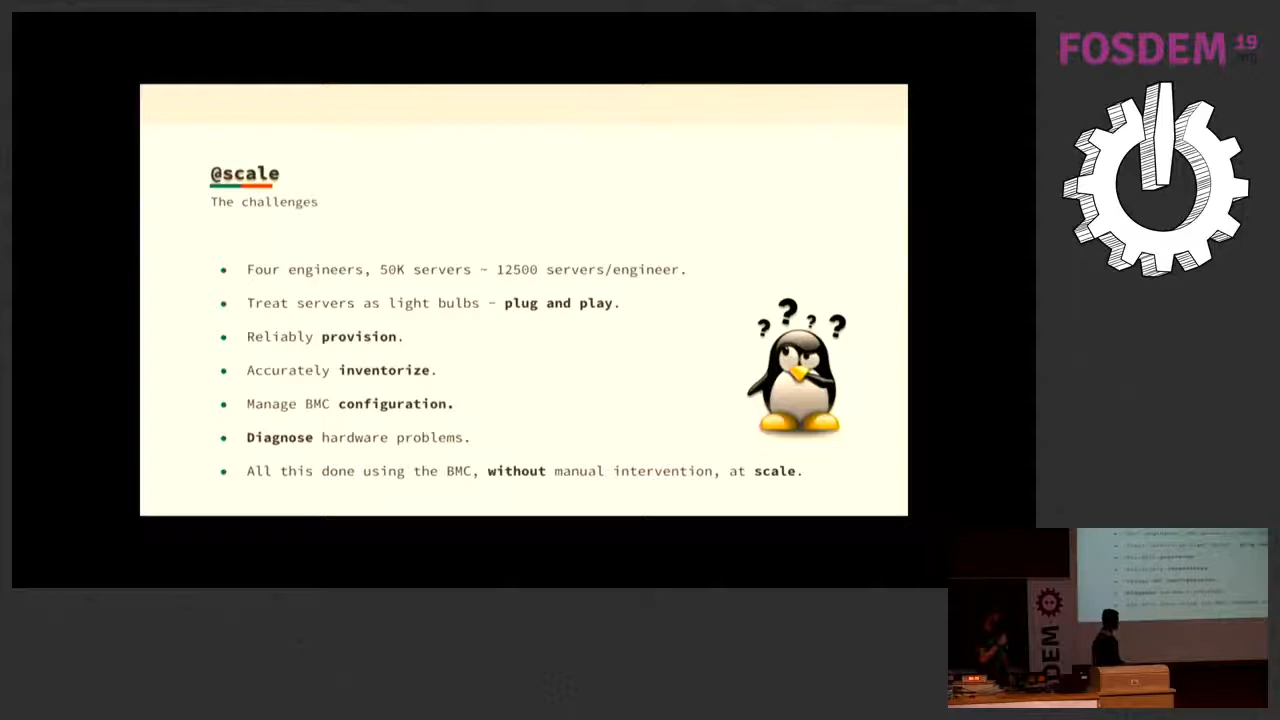 FOSDEM 19
.org
@scale
The challenges
• Four engineers, 50K servers ~ 12500 servers/engineer.
• Treat servers as light bulbs - plug and play.
• Reliably provision.
• Accurately inventorize.
• Manage BMC configuration.
• Diagnose hardware problems.
• All this done using the BMC, without manual intervention, at scale.
? ? ? ?
DEM